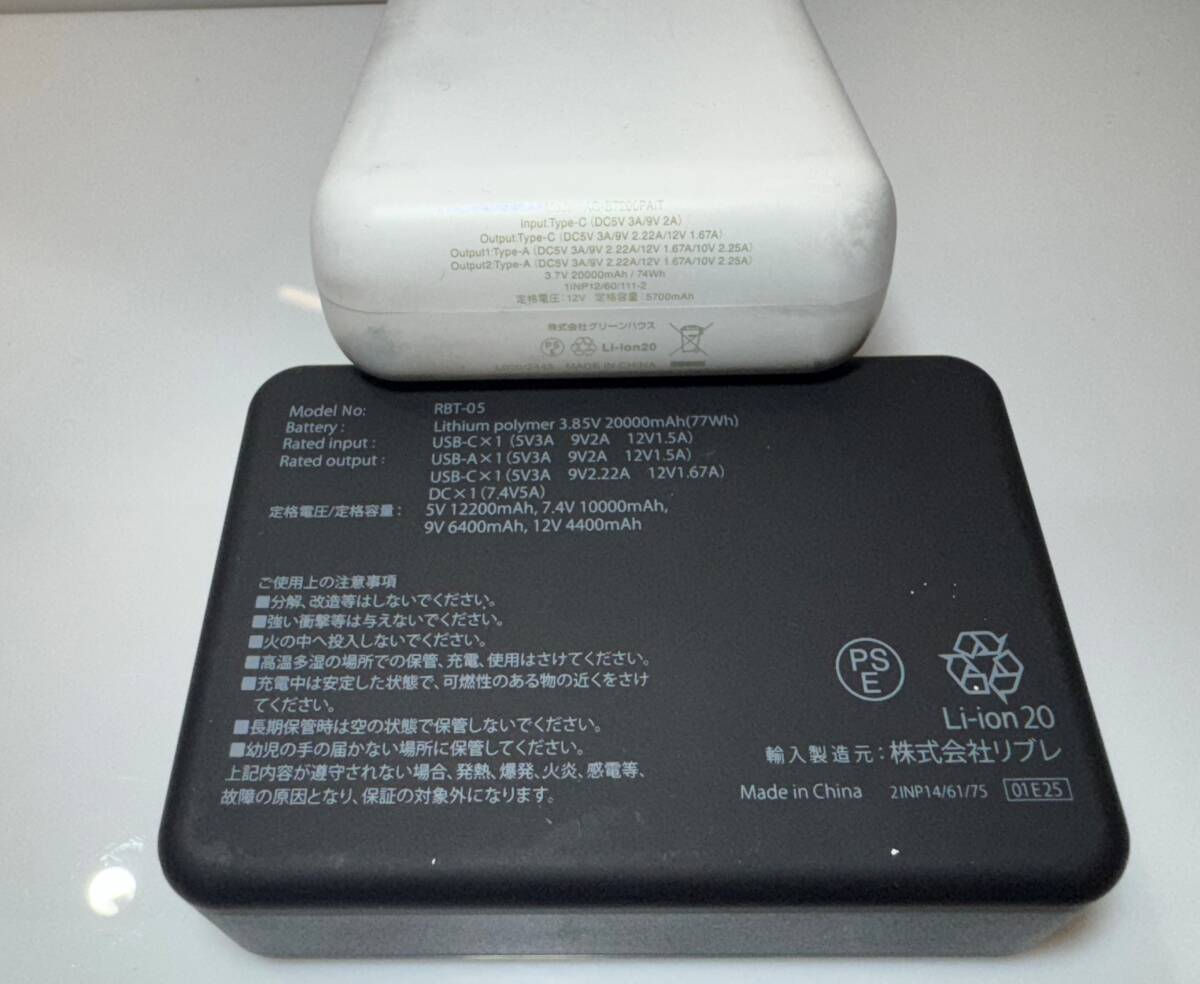 Input:Type-C (DC5V 3A/9V 2A)
Output:Type-C (DC5V 3A/9V 2.22A/12V 1.67A)
Output1:Type-A (DC5V 3A/9V 2.22A/12V 1.67A/10V 2.25A)
Output2:Type-A (DC5V 3A/9V 2.22A/12V 1.67A/10V 2.25A)
3.7V 20000mAh / 74Wh
1INP12/60/111-2
定格電圧:12V 定格容量:5700mAh
株式会社グリーンハウス
PSE Li-ion20
MADE IN CHINA
Model No: RBT-05
Battery : Lithium polymer 3.85V 20000mAh(77Wh)
Rated input : USB-C×1 (5V3A 9V2A 12V1.5A)
Rated output : USB-A×1 (5V3A 9V2A 12V1.5A)
USB-C×1 (5V3A 9V2.22A 12V1.67A)
DC×1 (7.4V5A)
定格電圧/定格容量 : 5V 12200mAh, 7.4V 10000mAh,
9V 6400mAh, 12V 4400mAh
ご使用上の注意事項
■分解、改造等はしないでください。
■強い衝撃等は与えないでください。
■火の中へ投入しないでください。
■高温多湿の場所での保管、充電、使用はさけてください。
■充電中は安定した状態で、可燃性のある物の近くをさけ
てください。
■長期保管時は空の状態で保管しないでください。
■幼児の手の届かない場所に保管してください。
上記内容が遵守されない場合、発熱、爆発、火炎、感電等、
故障の原因となり、保証の対象外になります。
PSE
Li-ion 20
輸入製造元 : 株式会社リブレ
Made in China 2INP14/61/75 01E25